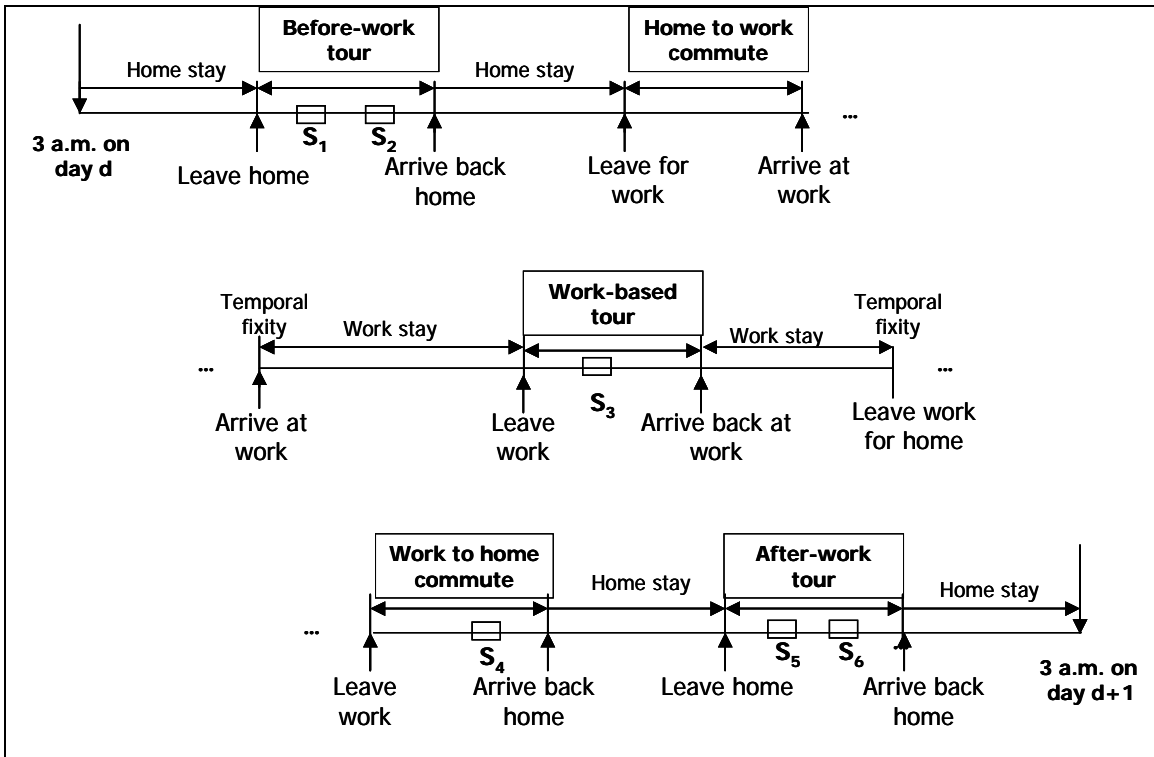 Before-work
tour
Home to work
commute
Home stay
Home stay
S1
S2
...
3 a.m. on
day d
Leave home
Arrive back
home
Leave for
work
Arrive at
work
Work-based
tour
Temporal
fixity
Temporal
fixity
Work stay
Work stay
...
...
S3
Arrive at
work
Leave
work
Arrive back at
work
Leave work
for home
Work to home
commute
After-work
tour
Home stay
Home stay
...
S4
S5
S6
...
Leave
work
Arrive back
home
Leave home
Arrive back
home
3 a.m. on
day d+1